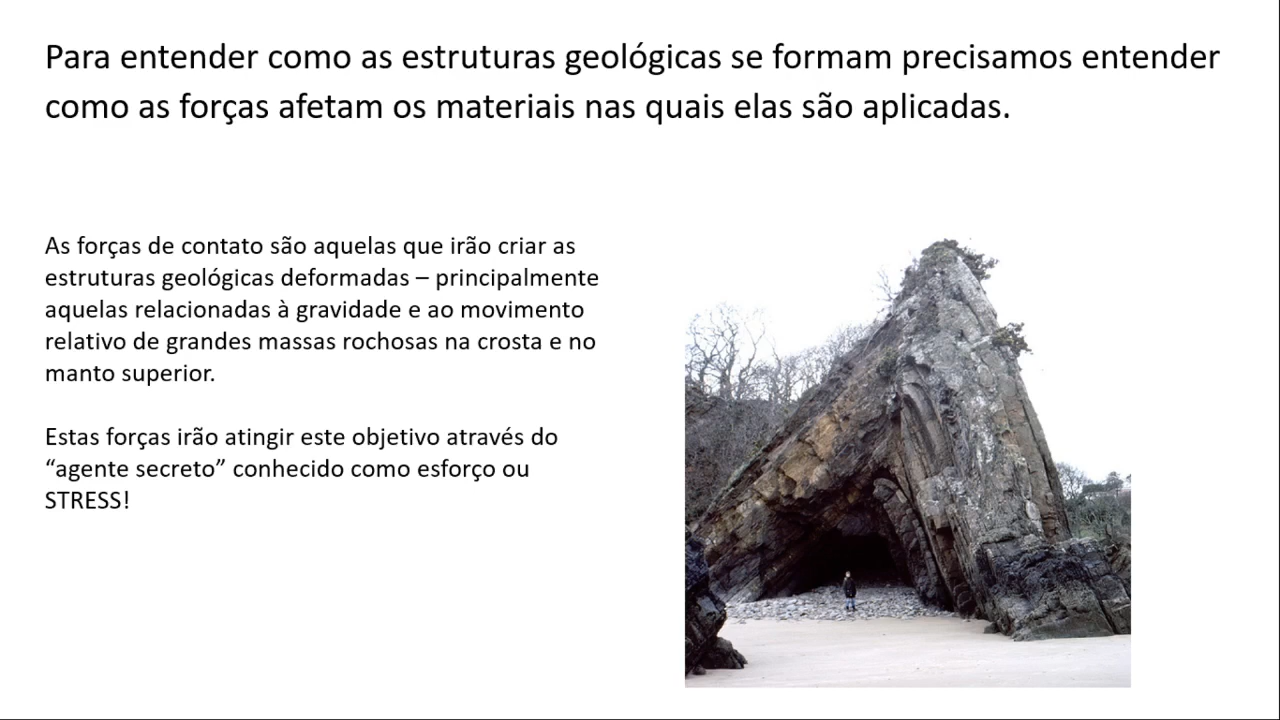 Para entender como as estruturas geológicas se formam precisamos entender
como as forças afetam os materiais nas quais elas são aplicadas.
As forças de contato são aquelas que irão criar as
estruturas geológicas deformadas – principalmente
aquelas relacionadas à gravidade e ao movimento
relativo de grandes massas rochosas na crosta e no
manto superior.
Estas forças irão atingir este objetivo através do
“agente secreto” conhecido como esforço ou
STRESS!